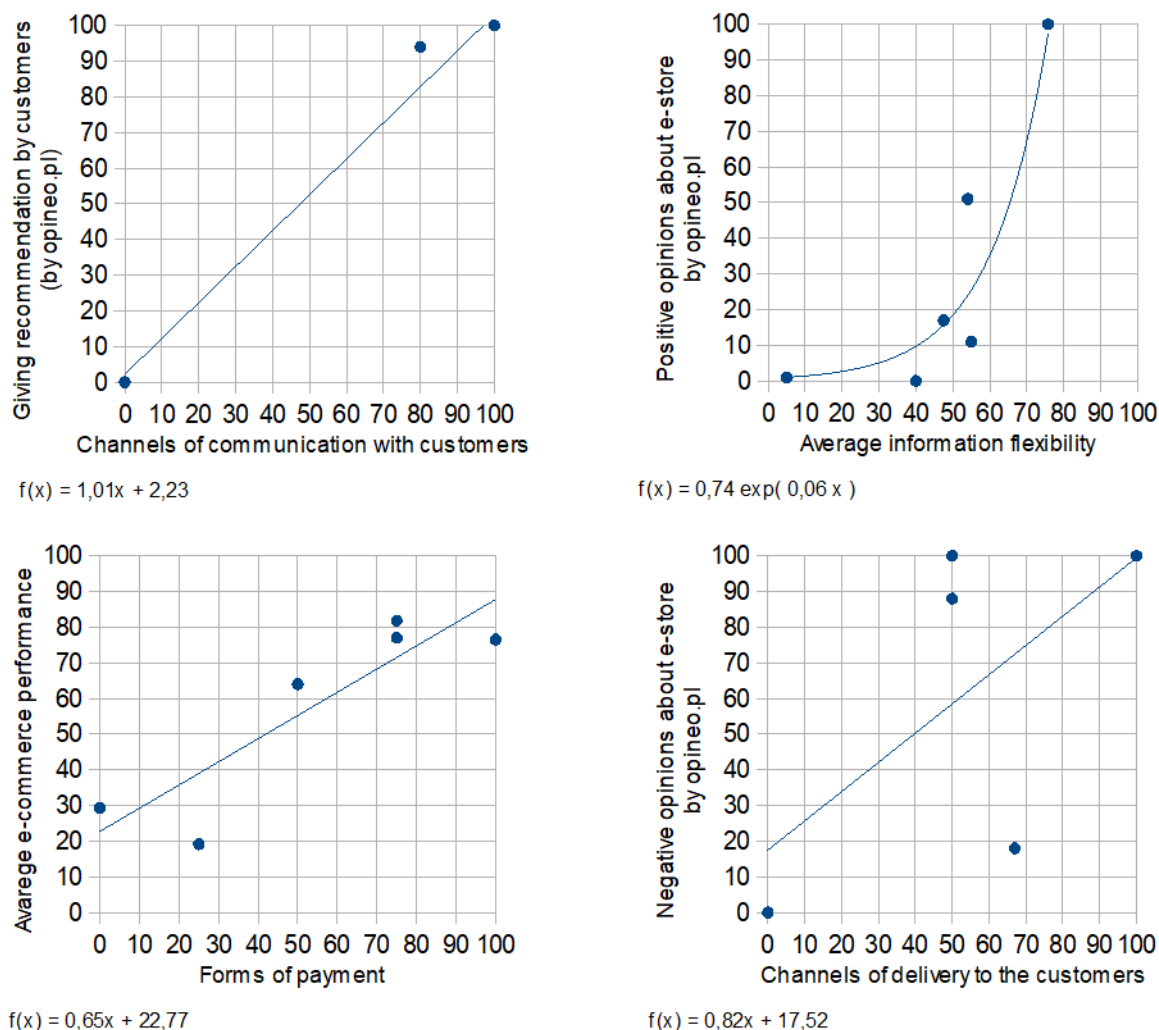 Giving recommendation by customers
(by opineo.pl)
100
90
80
70
60
50
40
30
20
10
0
0 10 20 30 40 50 60 70 80 90 100
Channels of communication with customers
f(x) = 1,01x + 2,23
Positive opinions about e-store
by opineo.pl
100
90
80
70
60
50
40
30
20
10
0
0 10 20 30 40 50 60 70 80 90 100
Average information flexibility
f(x) = 0,74 exp( 0,06 x )
Avarege e-commerce performance
100
90
80
70
60
50
40
30
20
10
0
0 10 20 30 40 50 60 70 80 90 100
Forms of payment
f(x) = 0,65x + 22,77
Negative opinions about e-store
by opineo.pl
100
90
80
70
60
50
40
30
20
10
0
0 10 20 30 40 50 60 70 80 90 100
Channels of delivery to the customers
f(x) = 0,82x + 17,52